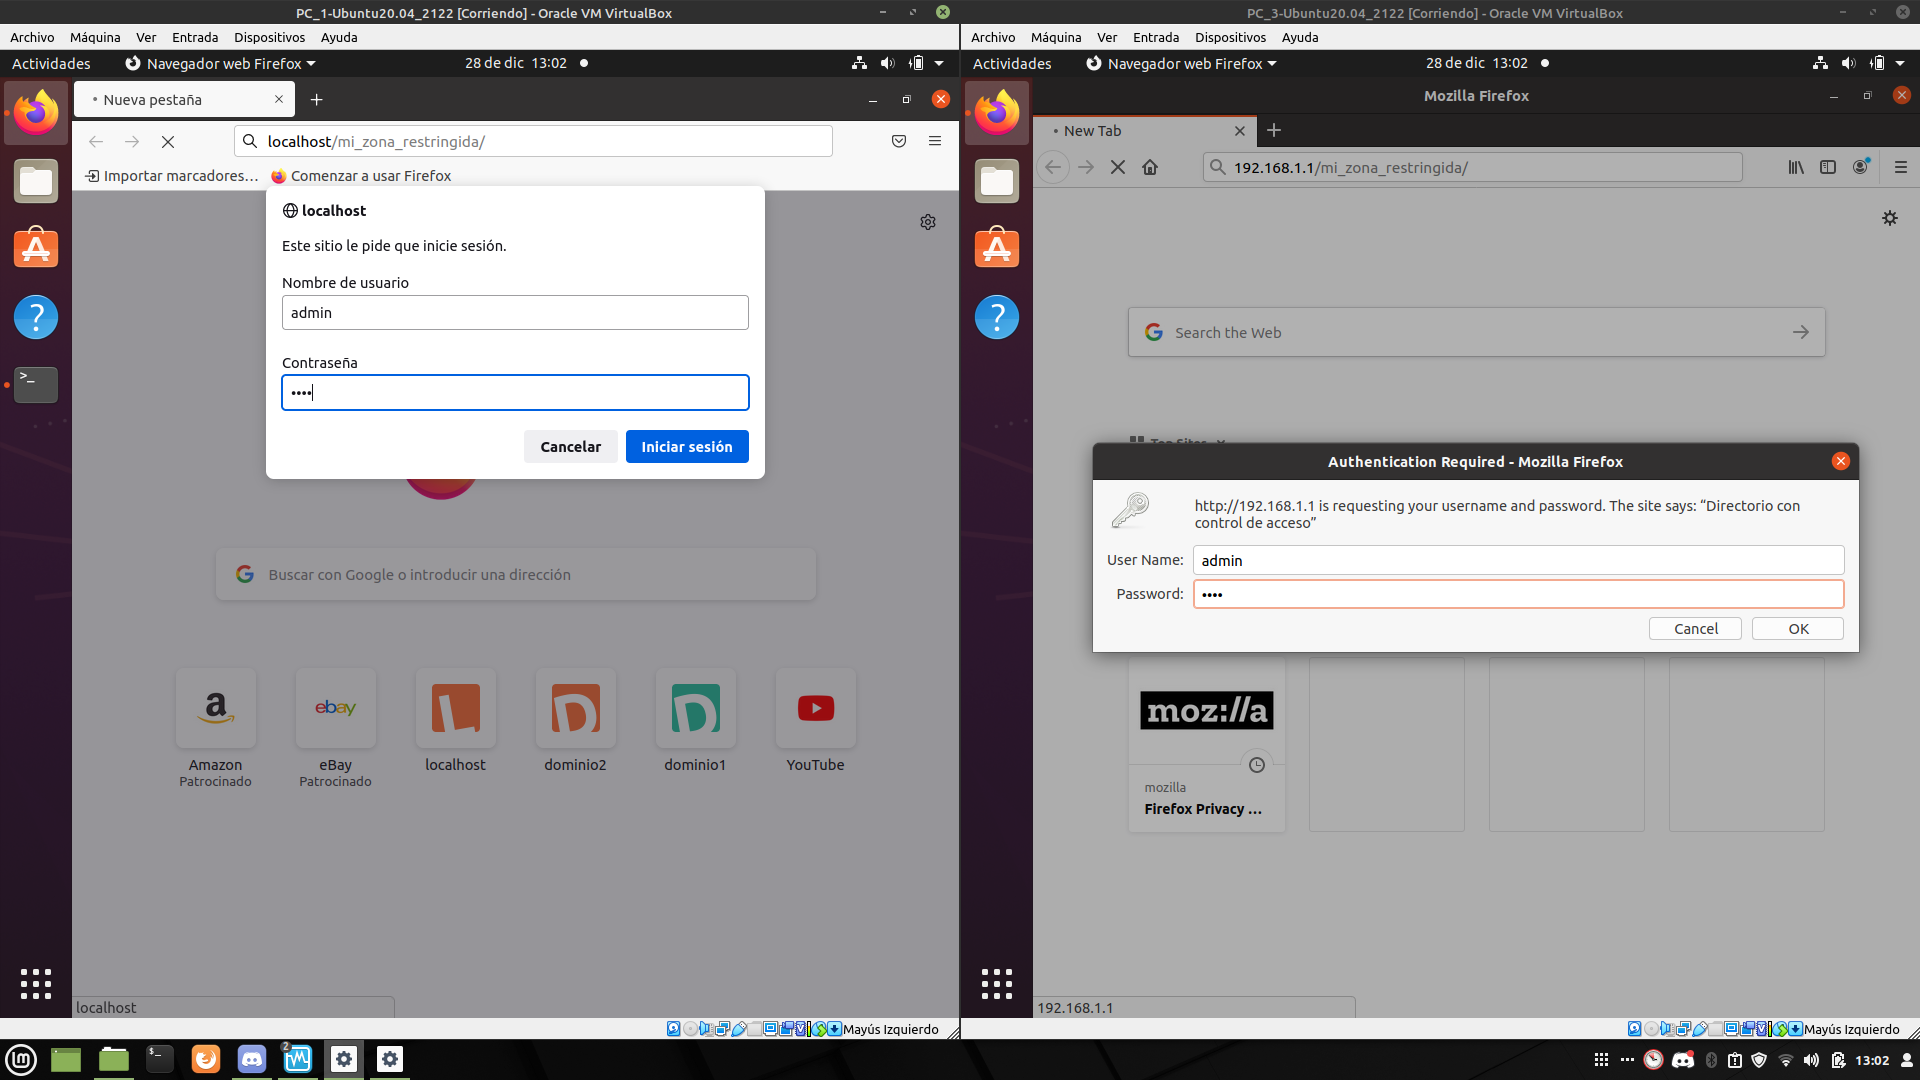 PC_1-Ubuntu20.04_2122 [Corriendo] - Oracle VM VirtualBox
Archivo Máquina Ver Entrada Dispositivos Ayuda
Actividades Navegador web Firefox 28 de dic 13:02
Nueva pestaña
localhost/mi_zona_restringida/
Importar marcadores… Comenzar a usar Firefox
localhost
Este sitio le pide que inicie sesión.
Nombre de usuario
admin
Contraseña
••••
Cancelar Iniciar sesión
Buscar con Google o introducir una dirección
Amazon
Patrocinado
eBay
Patrocinado
localhost
dominio2
dominio1
YouTube
localhost
Mayús Izquierdo
PC_3-Ubuntu20.04_2122 [Corriendo] - Oracle VM VirtualBox
Archivo Máquina Ver Entrada Dispositivos Ayuda
Actividades Navegador web Firefox 28 de dic 13:02
Mozilla Firefox
New Tab
192.168.1.1/mi_zona_restringida/
Search the Web
Top Sites
Authentication Required - Mozilla Firefox
http://192.168.1.1 is requesting your username and password. The site says: “Directorio con
control de acceso”
User Name: admin
Password: ••••
Cancel OK
moz://a
mozilla
Firefox Privacy …
192.168.1.1
Mayús Izquierdo
2
13:02